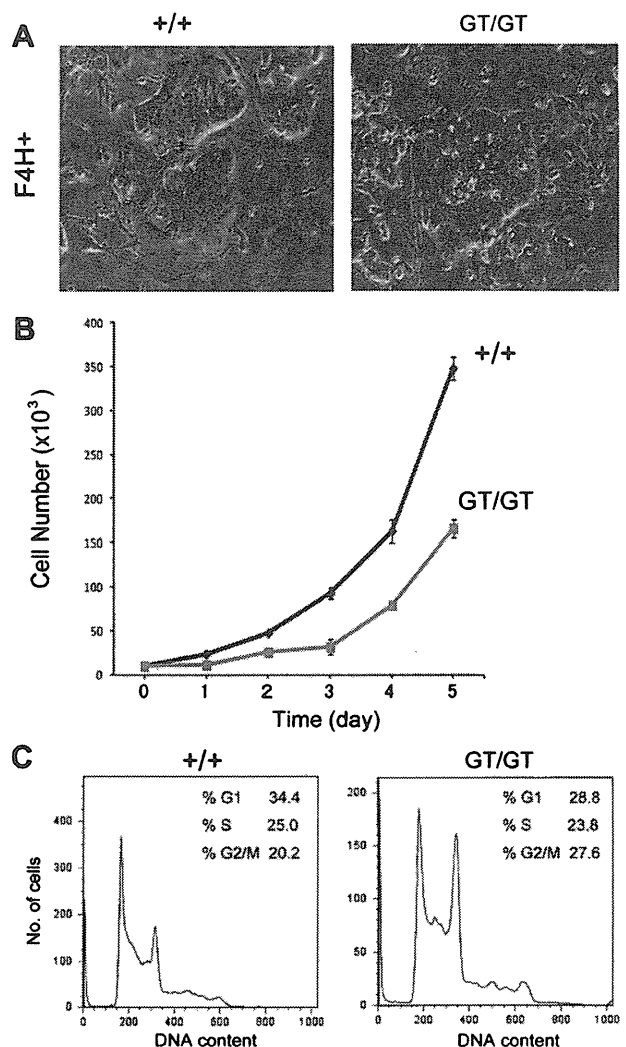 A
+/+
GT/GT
F4H+
B
400
350
300
250
200
150
100
50
0
Cell Number (x10³)
+/+
GT/GT
0 1 2 3 4 5
Time (day)
C
+/+
GT/GT
No. of cells
400
300
200
100
0
% G1 34.4
% S 25.0
% G2/M 20.2
0 200 400 600 800 1000
DNA content
200
150
100
50
0
% G1 28.8
% S 23.8
% G2/M 27.6
0 200 400 600 800 1000
DNA content